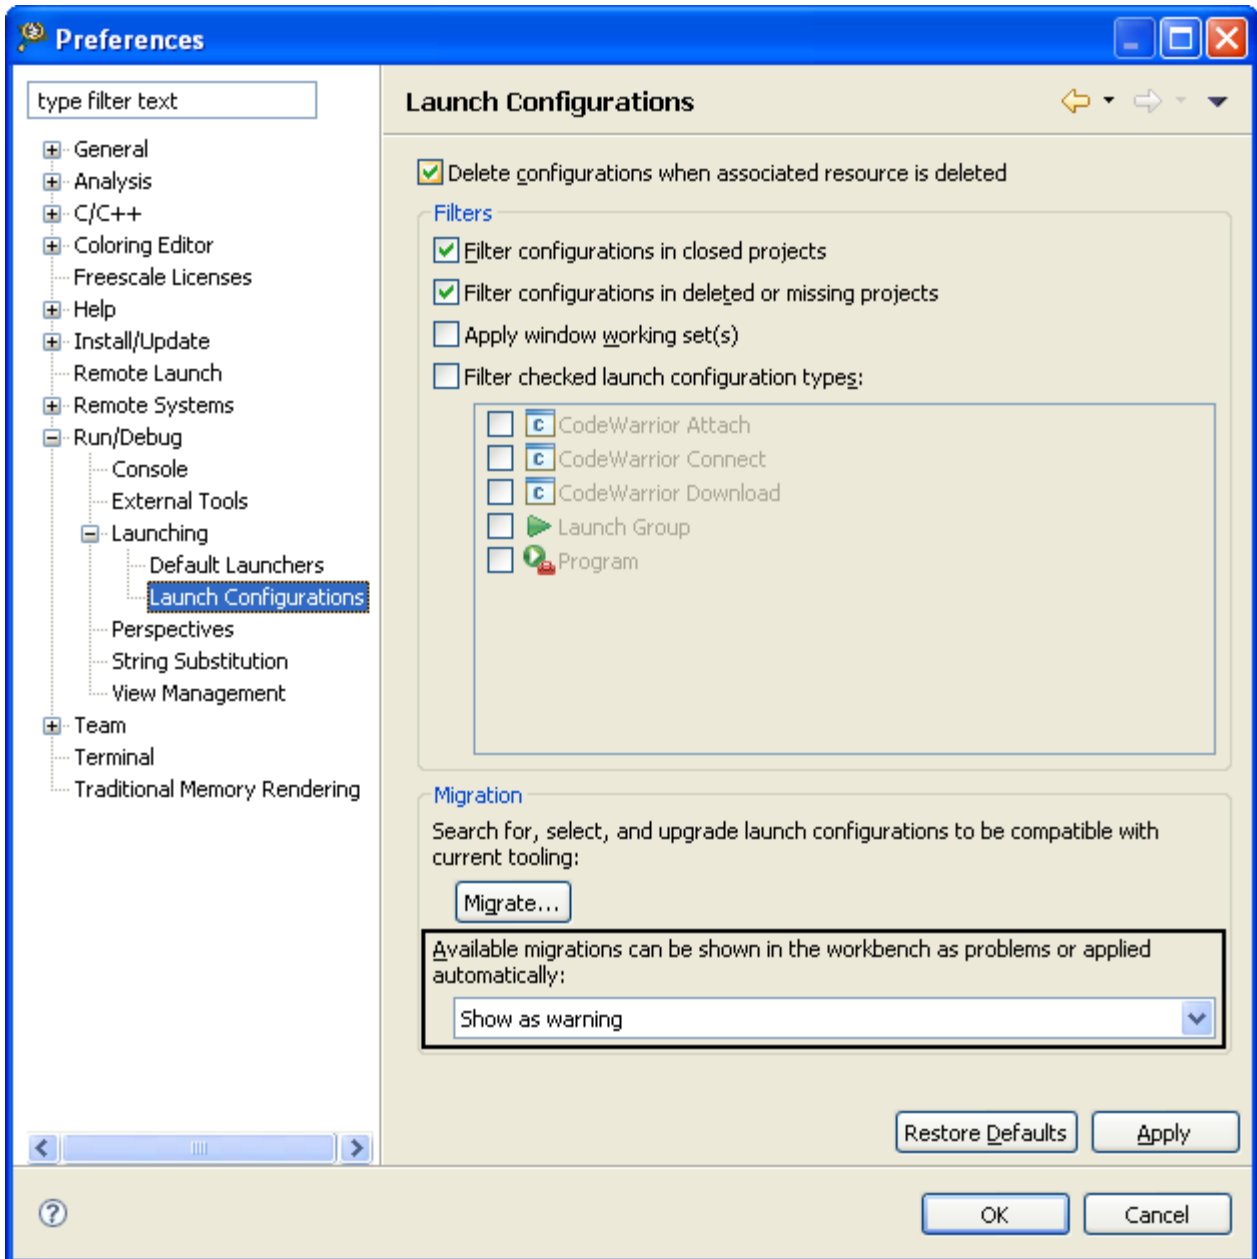 Preferences
type filter text
General
Analysis
C/C++
Coloring Editor
Freescale Licenses
Help
Install/Update
Remote Launch
Remote Systems
Run/Debug
Console
External Tools
Launching
Default Launchers
Launch Configurations
Perspectives
String Substitution
View Management
Team
Terminal
Traditional Memory Rendering
Launch Configurations
Delete configurations when associated resource is deleted
Filters
Filter configurations in closed projects
Filter configurations in deleted or missing projects
Apply window working set(s)
Filter checked launch configuration types:
CodeWarrior Attach
CodeWarrior Connect
CodeWarrior Download
Launch Group
Program
Migration
Search for, select, and upgrade launch configurations to be compatible with
current tooling:
Migrate...
Available migrations can be shown in the workbench as problems or applied
automatically:
Show as warning
Restore Defaults
Apply
OK
Cancel